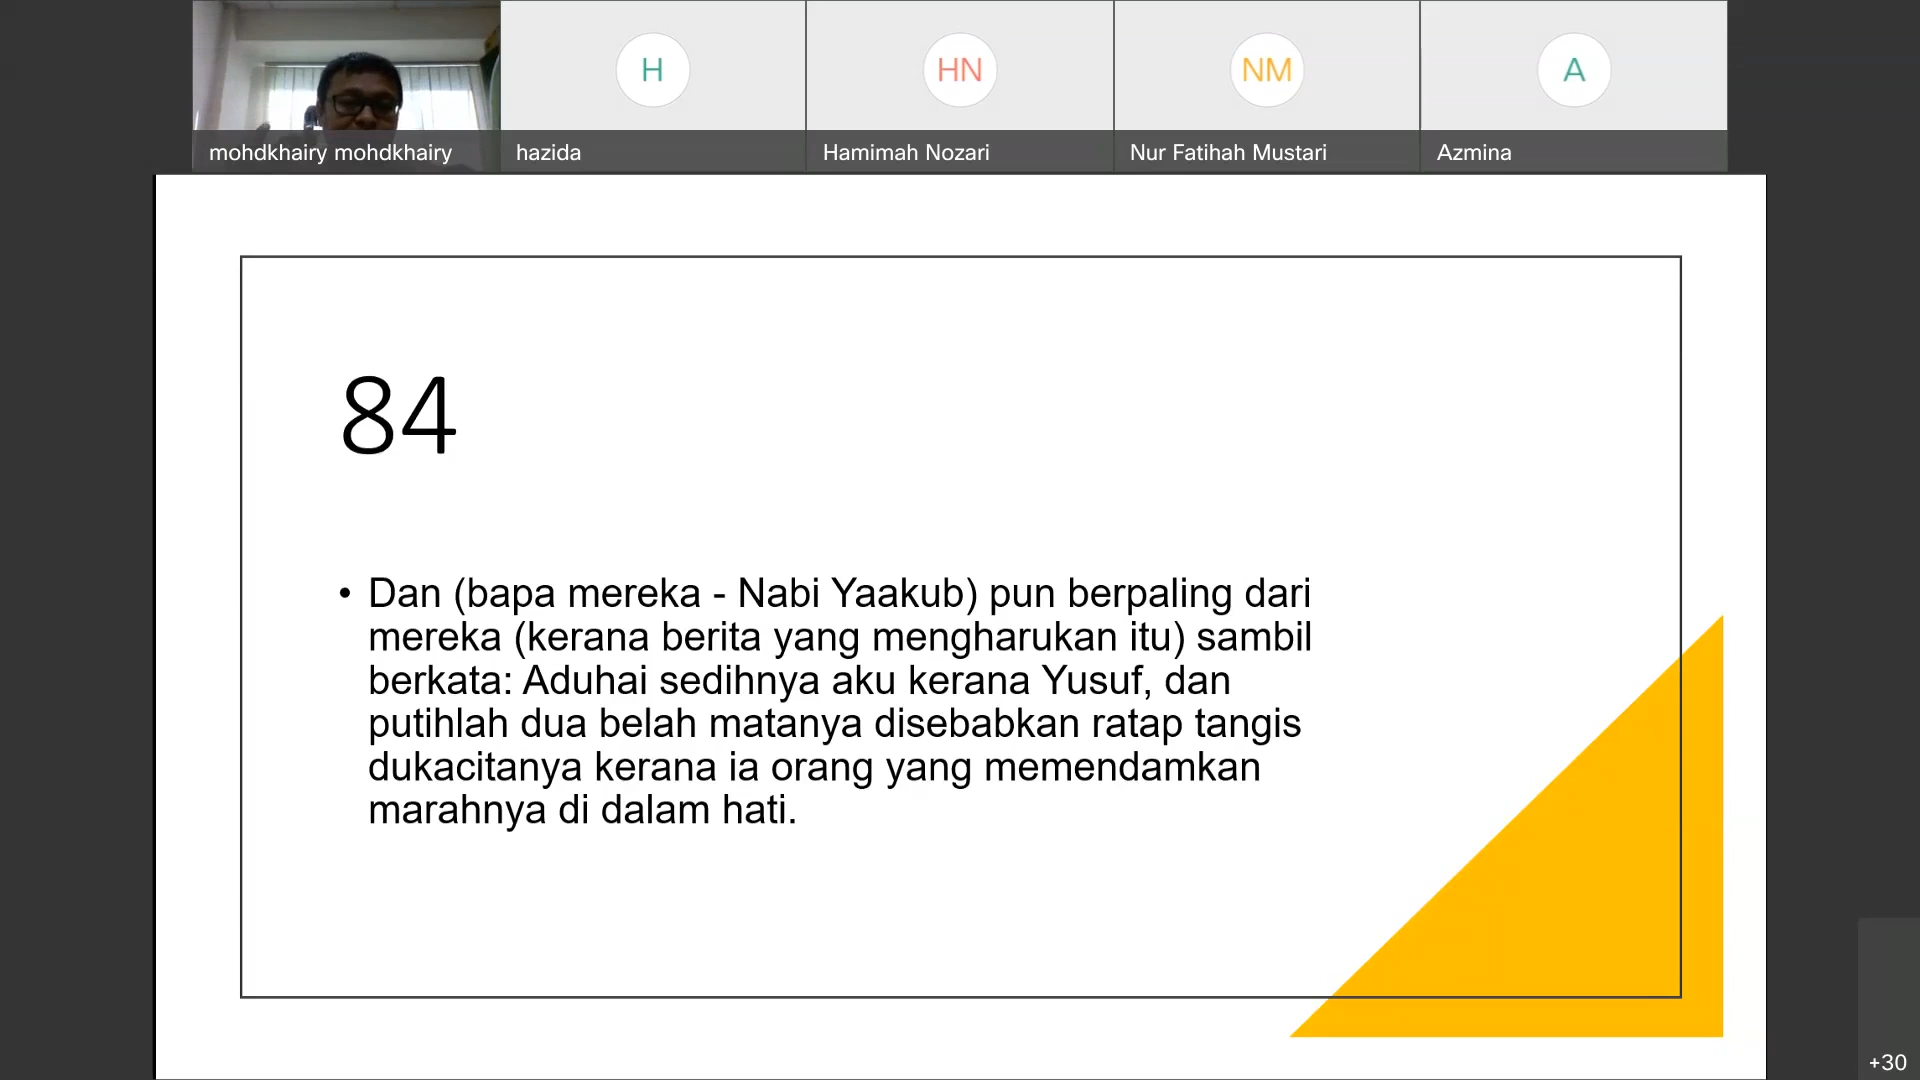 H
HN
NM
A
mohdkhairy mohdkhairy
hazida
Hamimah Nozari
Nur Fatihah Mustari
Azmina
84
• Dan (bapa mereka - Nabi Yaakub) pun berpaling dari
mereka (kerana berita yang mengharukan itu) sambil
berkata: Aduhai sedihnya aku kerana Yusuf, dan
putihlah dua belah matanya disebabkan ratap tangis
dukacitanya kerana ia orang yang memendamkan
marahnya di dalam hati.
+30